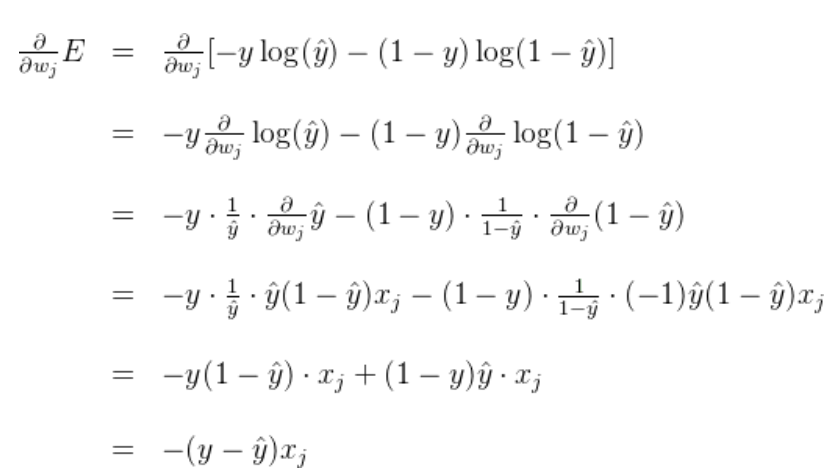 ∂/∂w_j E = ∂/∂w_j [−y log(ŷ) − (1 − y) log(1 − ŷ)]
= −y ∂/∂w_j log(ŷ) − (1 − y) ∂/∂w_j log(1 − ŷ)
= −y · 1/ŷ · ∂/∂w_j ŷ − (1 − y) · 1/(1−ŷ) · ∂/∂w_j (1 − ŷ)
= −y · 1/ŷ · ŷ(1 − ŷ)x_j − (1 − y) · 1/(1−ŷ) · (−1)ŷ(1 − ŷ)x_j
= −y(1 − ŷ) · x_j + (1 − y)ŷ · x_j
= −(y − ŷ)x_j